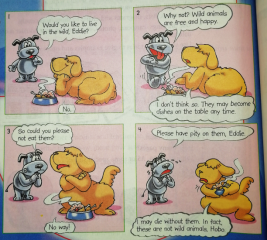 1
Would you like to live
in the wild, Eddie?
No.
2
Why not? Wild animals
are free and happy.
I don't think so. They may become
dishes on the table any time.
3
So could you please
not eat them?
No way!
4
Please have pity on them, Eddie.
I may die without them. In fact,
these are not wild animals, Hobo.